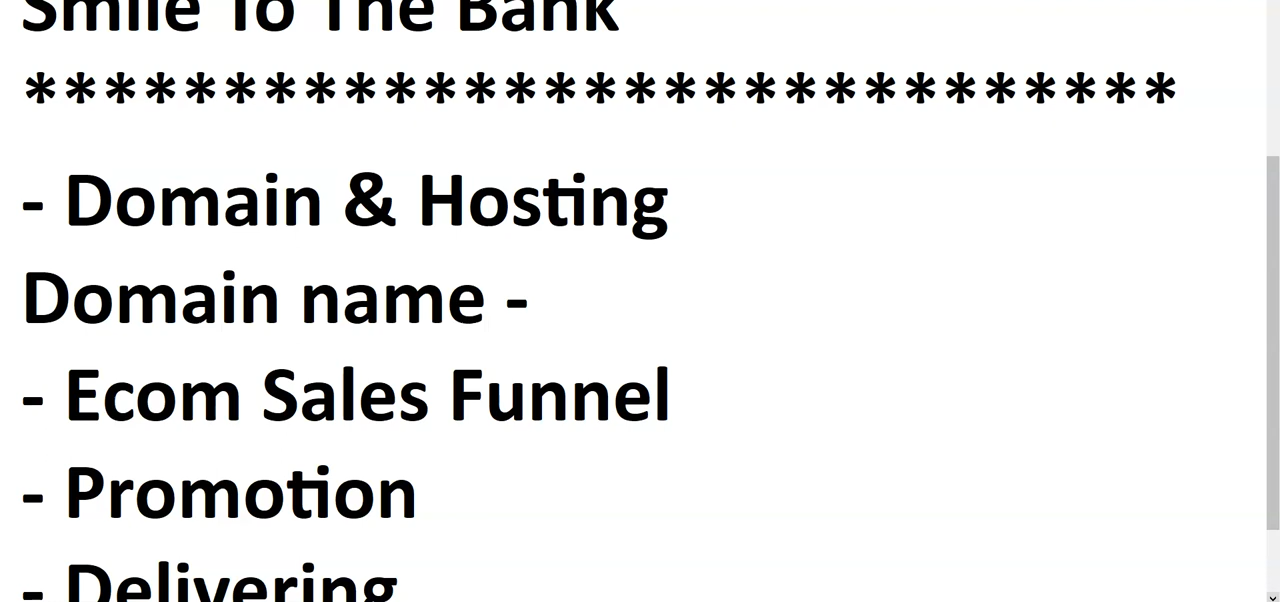 Smile To The Bank
*****************************
- Domain & Hosting
Domain name -
- Ecom Sales Funnel
- Promotion
- Delivering